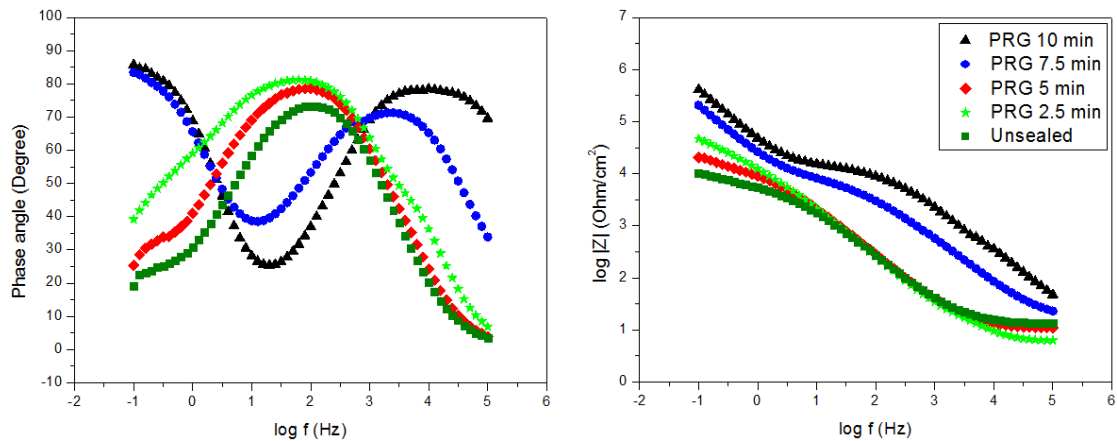 100
90
80
70
60
50
40
30
20
10
0
-10
Phase angle (Degree)
-2 -1 0 1 2 3 4 5 6
log f (Hz)
7
6
5
4
3
2
1
0
log |Z| (Ohm/cm²)
-2 -1 0 1 2 3 4 5 6
log f (Hz)
PRG 10 min
PRG 7.5 min
PRG 5 min
PRG 2.5 min
Unsealed